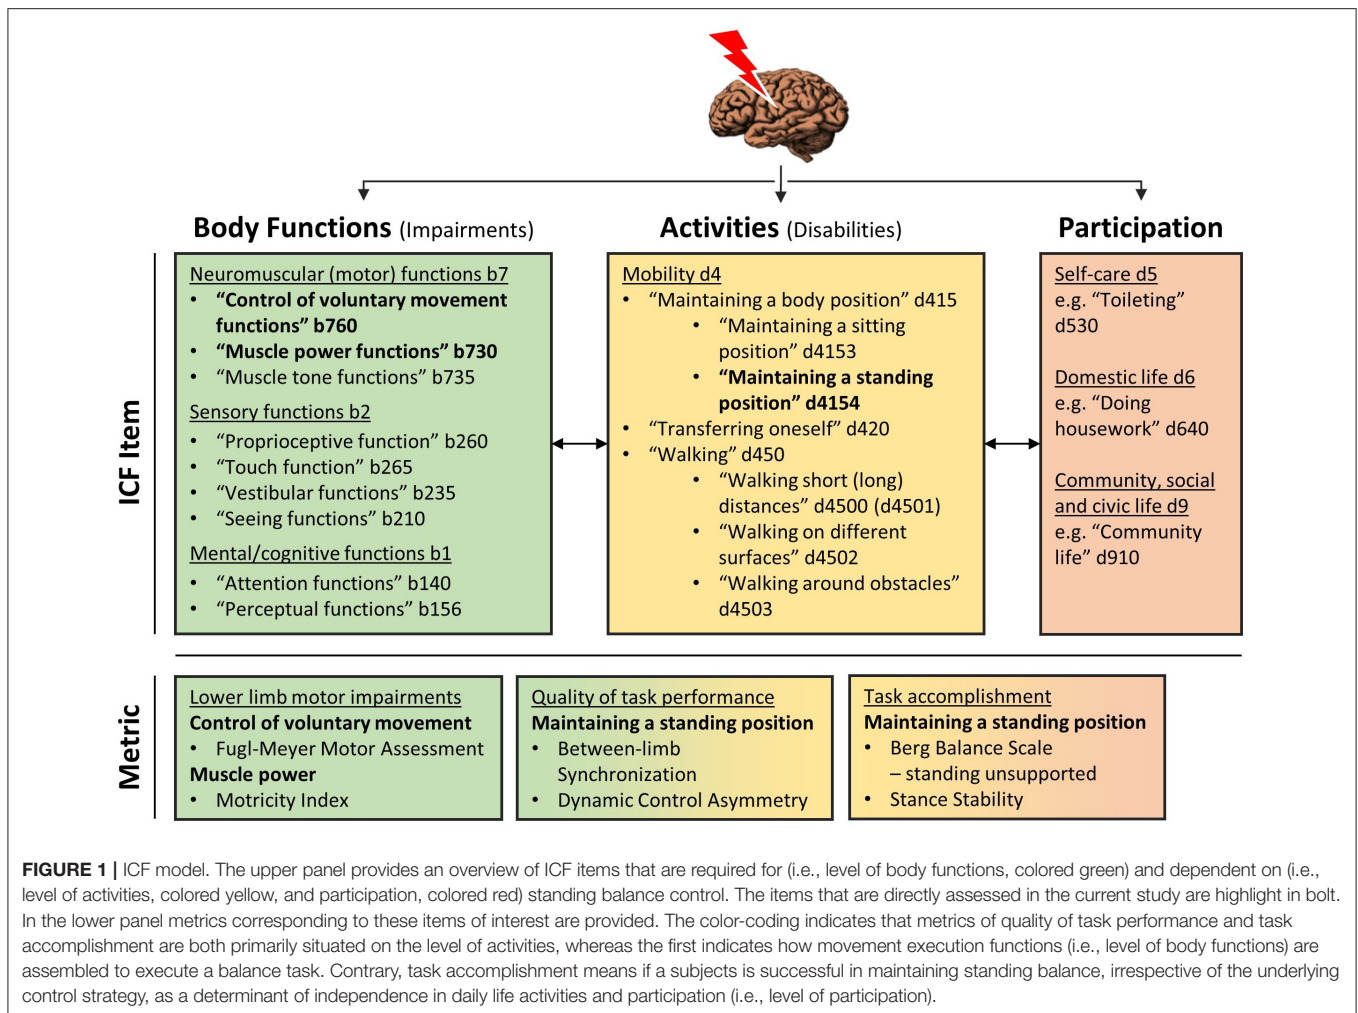 Body Functions (Impairments)
Activities (Disabilities)
Participation
ICF Item
Neuromuscular (motor) functions b7
• “Control of voluntary movement
functions” b760
• “Muscle power functions” b730
• “Muscle tone functions” b735
Sensory functions b2
• “Proprioceptive function” b260
• “Touch function” b265
• “Vestibular functions” b235
• “Seeing functions” b210
Mental/cognitive functions b1
• “Attention functions” b140
• “Perceptual functions” b156
Mobility d4
• “Maintaining a body position” d415
• “Maintaining a sitting
position” d4153
• “Maintaining a standing
position” d4154
• “Transferring oneself” d420
• “Walking” d450
• “Walking short (long)
distances” d4500 (d4501)
• “Walking on different
surfaces” d4502
• “Walking around obstacles”
d4503
Self-care d5
e.g. “Toileting”
d530
Domestic life d6
e.g. “Doing
housework” d640
Community, social
and civic life d9
e.g. “Community
life” d910
Metric
Lower limb motor impairments
Control of voluntary movement
• Fugl-Meyer Motor Assessment
Muscle power
• Motricity Index
Quality of task performance
Maintaining a standing position
• Between-limb
Synchronization
• Dynamic Control Asymmetry
Task accomplishment
Maintaining a standing position
• Berg Balance Scale
– standing unsupported
• Stance Stability
FIGURE 1 | ICF model. The upper panel provides an overview of ICF items that are required for (i.e., level of body functions, colored green) and dependent on (i.e.,
level of activities, colored yellow, and participation, colored red) standing balance control. The items that are directly assessed in the current study are highlight in bolt.
In the lower panel metrics corresponding to these items of interest are provided. The color-coding indicates that metrics of quality of task performance and task
accomplishment are both primarily situated on the level of activities, whereas the first indicates how movement execution functions (i.e., level of body functions) are
assembled to execute a balance task. Contrary, task accomplishment means if a subjects is successful in maintaining standing balance, irrespective of the underlying
control strategy, as a determinant of independence in daily life activities and participation (i.e., level of participation).